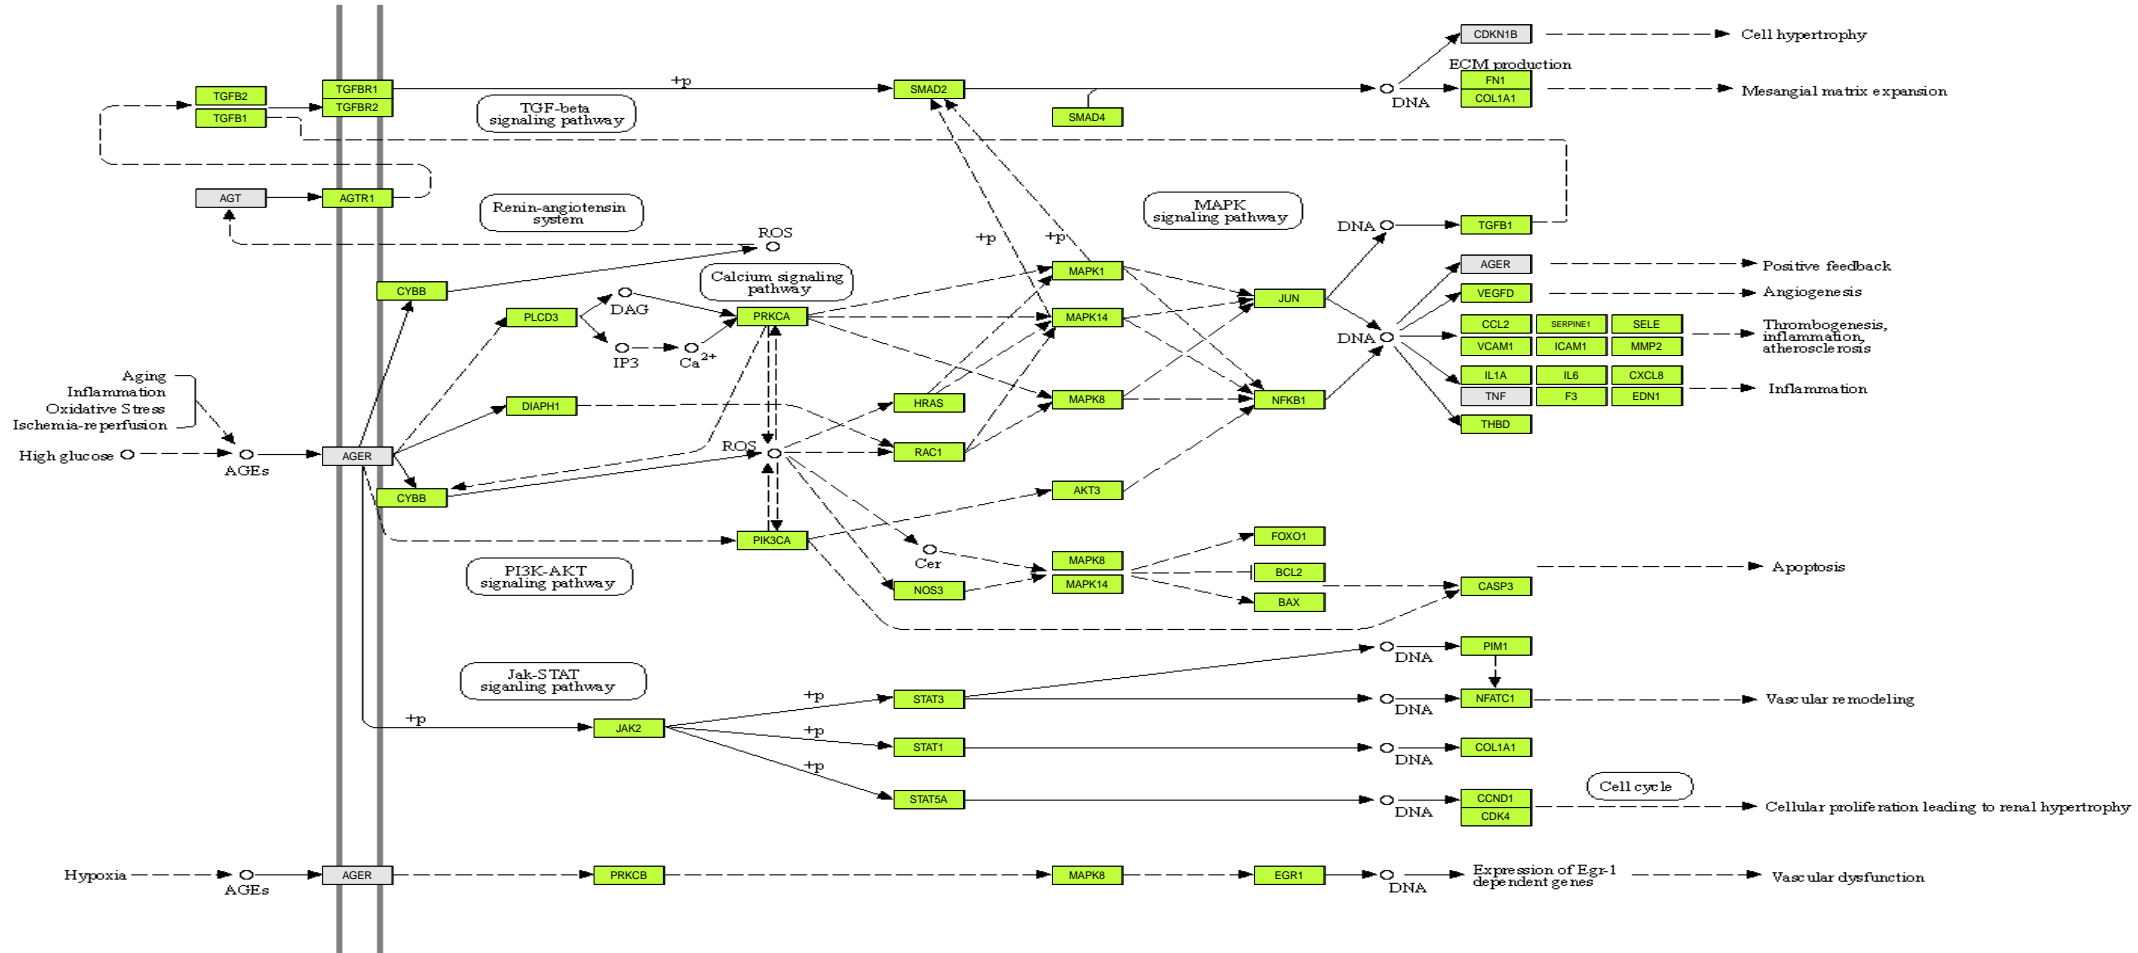 CDKN1B
Cell hypertrophy
ECM production
+p
TGFBR1
TGFB2
TGFBR2
TGFB1
TGF-beta
signaling pathway
SMAD2
SMAD4
DNA
FN1
COL1A1
Mesangial matrix expansion
AGT
AGTR1
Renin-angiotensin
system
MAPK
signaling pathway
ROS
+p
+p
DNA
TGFB1
CYBB
Calcium signaling
pathway
MAPK1
AGER
Positive feedback
DAG
PLCD3
PRKCA
MAPK14
JUN
VEGFD
Angiogenesis
IP3
Ca2+
DNA
CCL2
SERPINE1
SELE
VCAM1
ICAM1
MMP2
Thrombogenesis,
inflammation,
atherosclerosis
Aging
Inflammation
Oxidative Stress
Ischemia-reperfusion
DIAPH1
HRAS
MAPK8
NFKB1
IL1A
IL6
CXCL8
TNF
F3
EDN1
Inflammation
THBD
High glucose
AGEs
AGER
ROS
RAC1
CYBB
AKT3
PIK3CA
PI3K-AKT
signaling pathway
Cer
NOS3
MAPK8
MAPK14
FOXO1
BCL2
BAX
CASP3
Apoptosis
Jak-STAT
siganling pathway
+p
JAK2
+p
STAT3
DNA
PIM1
DNA
NFATC1
Vascular remodeling
+p
STAT1
DNA
COL1A1
+p
STAT5A
DNA
CCND1
CDK4
Cell cycle
Cellular proliferation leading to renal hypertrophy
Hypoxia
AGEs
AGER
PRKCB
MAPK8
EGR1
DNA
Expression of Egr-1
dependent genes
Vascular dysfunction